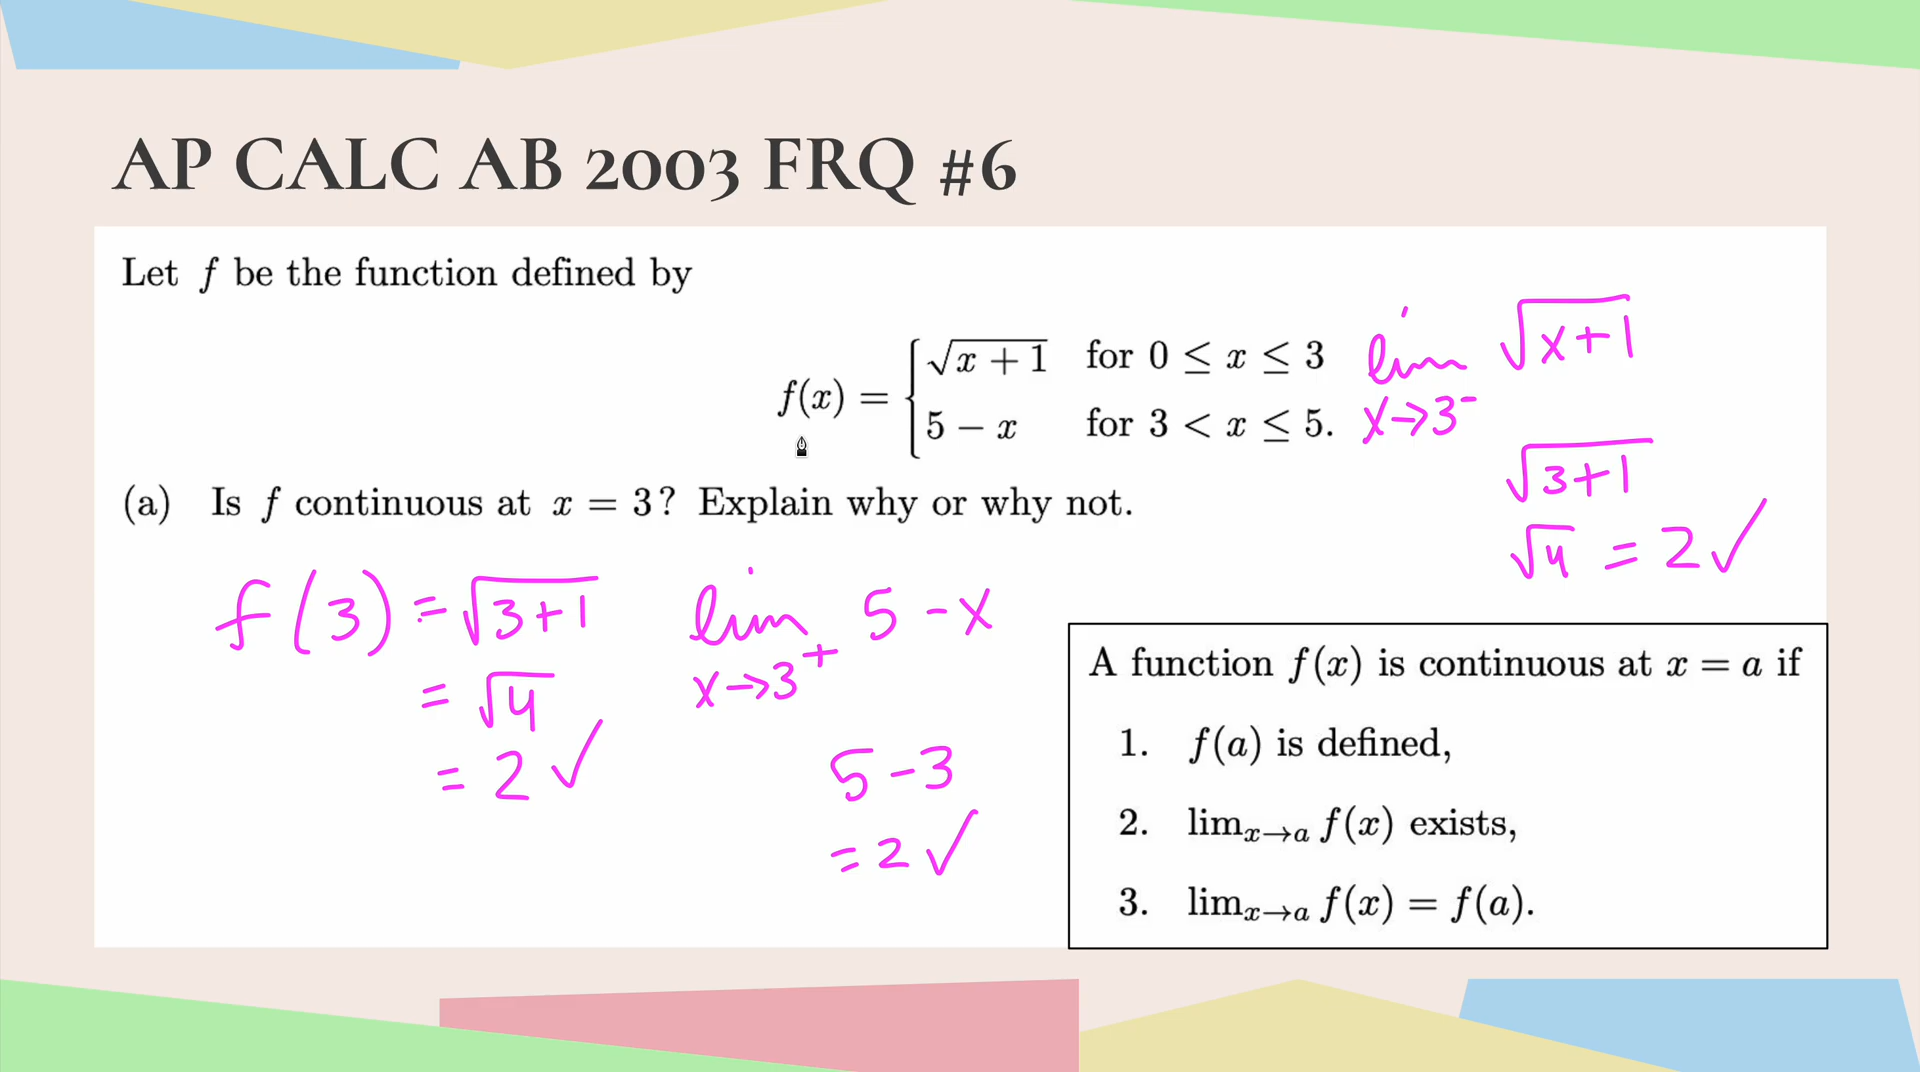 AP CALC AB 2003 FRQ #6
Let f be the function defined by
f(x) = { √(x + 1) for 0 ≤ x ≤ 3
5 − x for 3 < x ≤ 5.
lim √(x+1)
x→3⁻
√(3+1)
√4 = 2 ✓
(a) Is f continuous at x = 3? Explain why or why not.
f(3) = √(3+1)
= √4
= 2 ✓
lim 5 - x
x→3⁺
5 - 3
= 2 ✓
A function f(x) is continuous at x = a if
1. f(a) is defined,
2. limₓ→ₐ f(x) exists,
3. limₓ→ₐ f(x) = f(a).